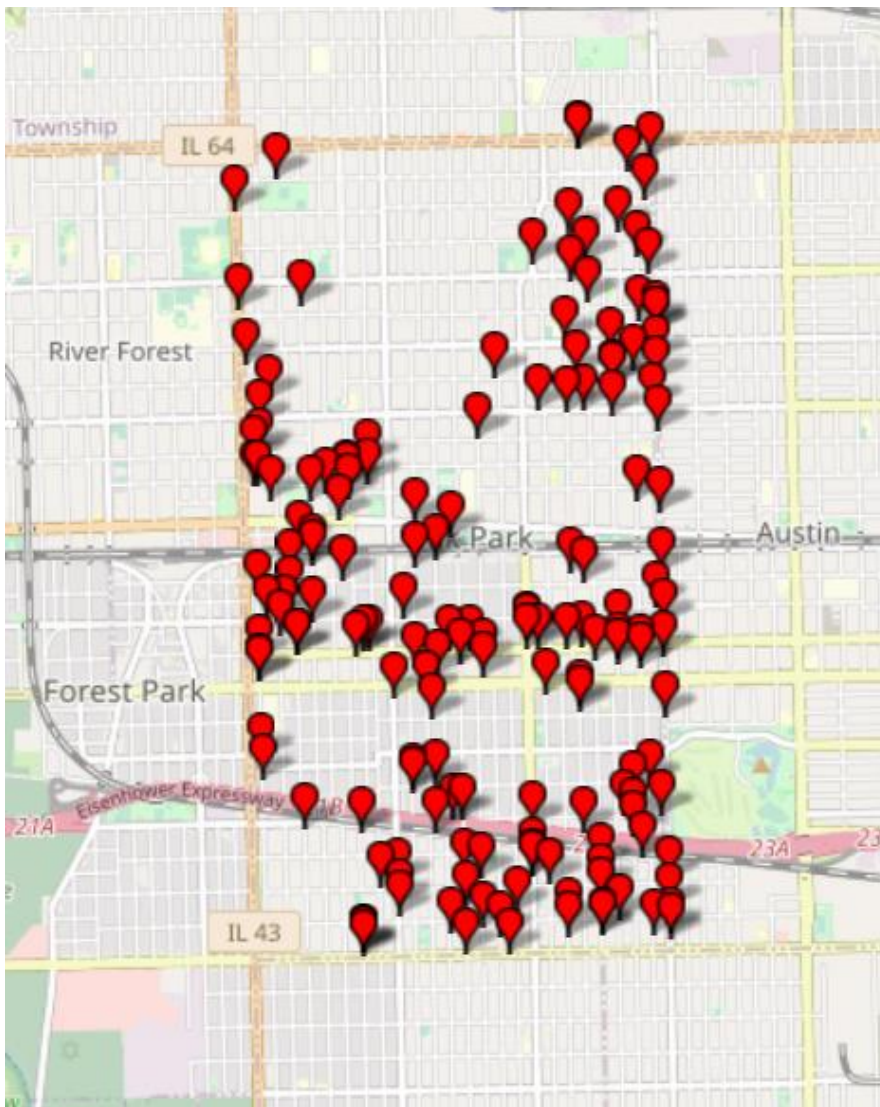 Township
IL 64
River Forest
Park
Austin
Forest Park
Eisenhower Expressway
21A
23A
23
IL 43